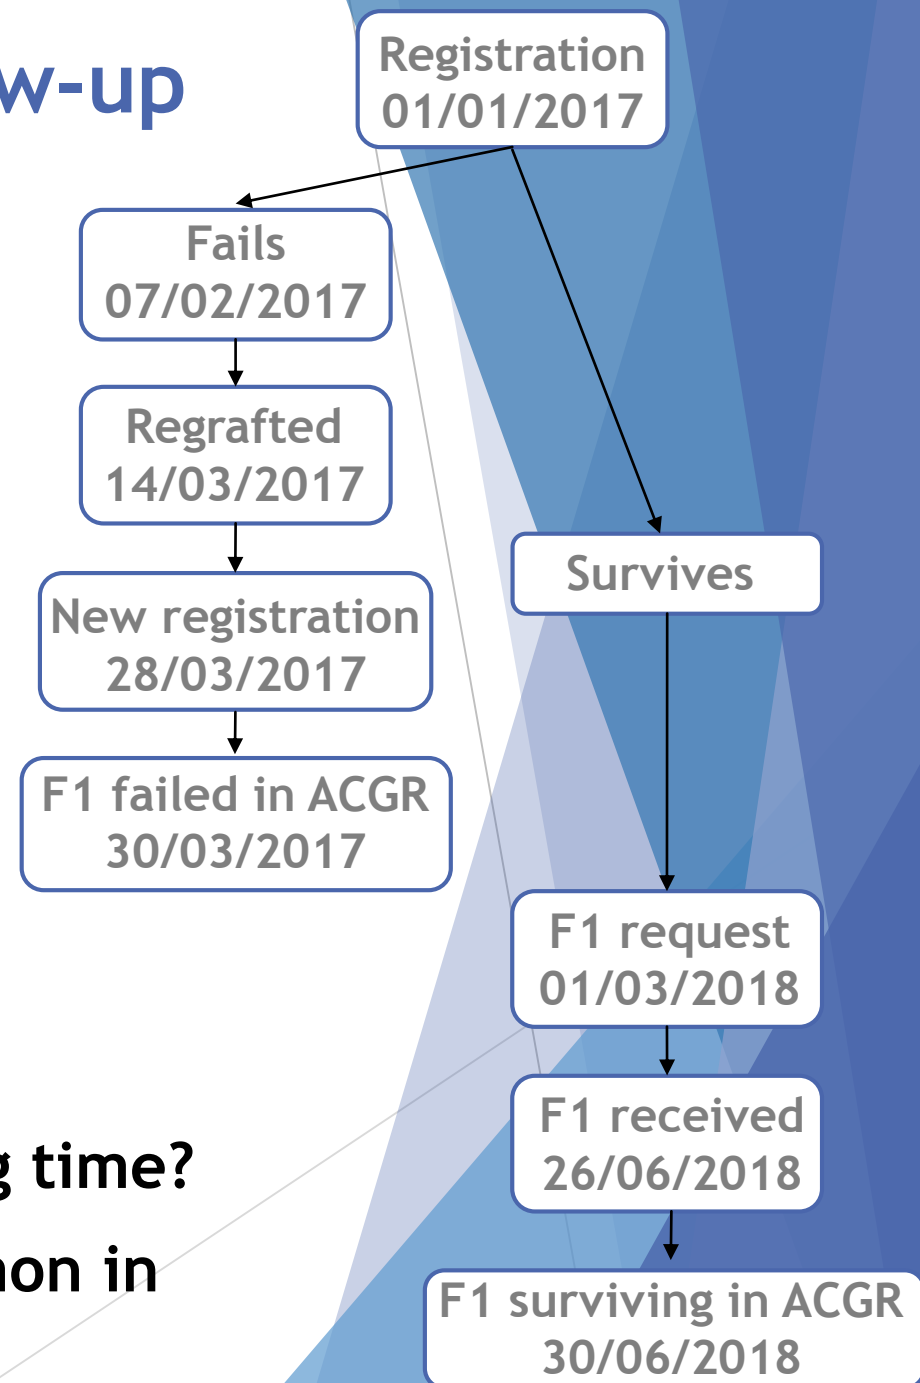 w-up
Registration
01/01/2017
Fails
07/02/2017
Regrafted
14/03/2017
New registration
28/03/2017
F1 failed in ACGR
30/03/2017
Survives
F1 request
01/03/2018
F1 received
26/06/2018
F1 surviving in ACGR
30/06/2018
g time?
non in